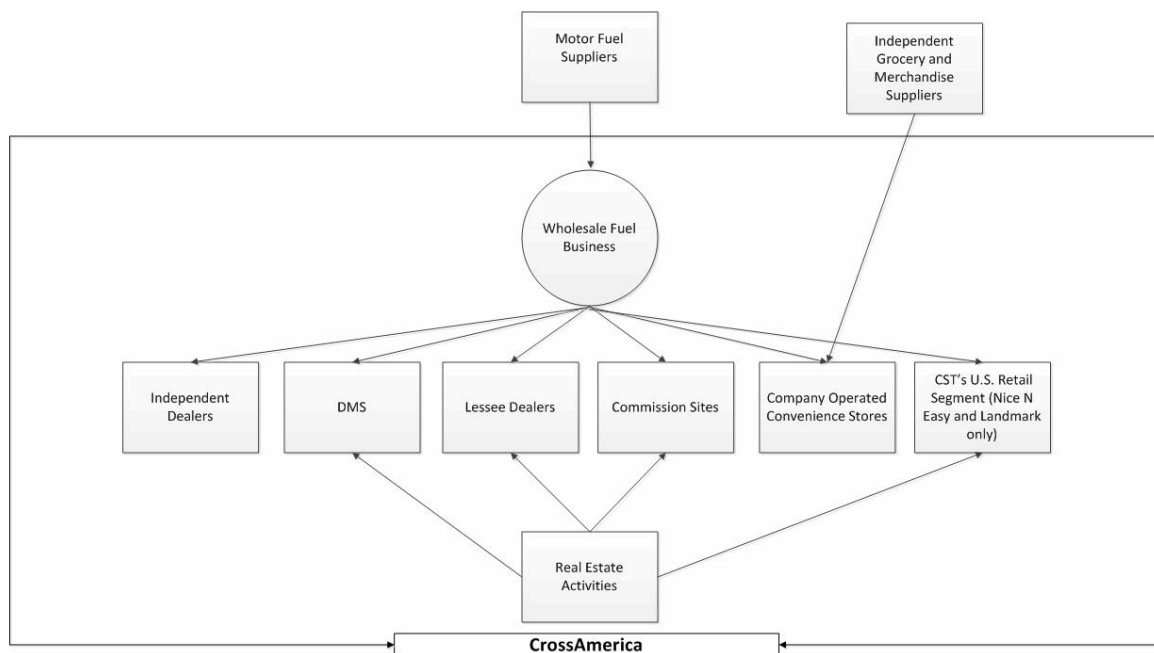 Motor Fuel
Suppliers
Independent
Grocery and
Merchandise
Suppliers
Wholesale Fuel
Business
Independent
Dealers
DMS
Lessee Dealers
Commission Sites
Company Operated
Convenience Stores
CST's U.S. Retail
Segment (Nice N
Easy and Landmark
only)
Real Estate
Activities
CrossAmerica